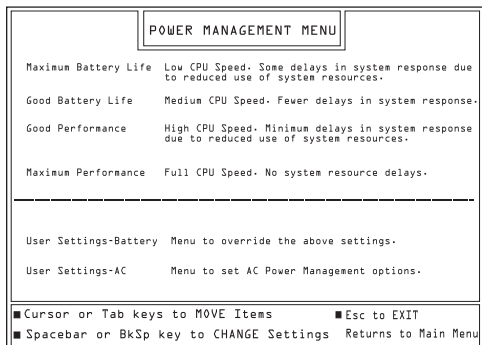 POWER MANAGEMENT MENU
Maximum Battery Life Low CPU Speed. Some delays in system response due
to reduced use of system resources.
Good Battery Life Medium CPU Speed. Fewer delays in system response.
Good Performance High CPU Speed. Minimum delays in system response
due to reduced use of system resources.
Maximum Performance Full CPU Speed. No system resource delays.
User Settings-Battery Menu to override the above settings.
User Settings-AC Menu to set AC Power Management options.
■ Cursor or Tab keys to MOVE Items ■ Esc to EXIT
■ Spacebar or BkSp key to CHANGE Settings Returns to Main Menu